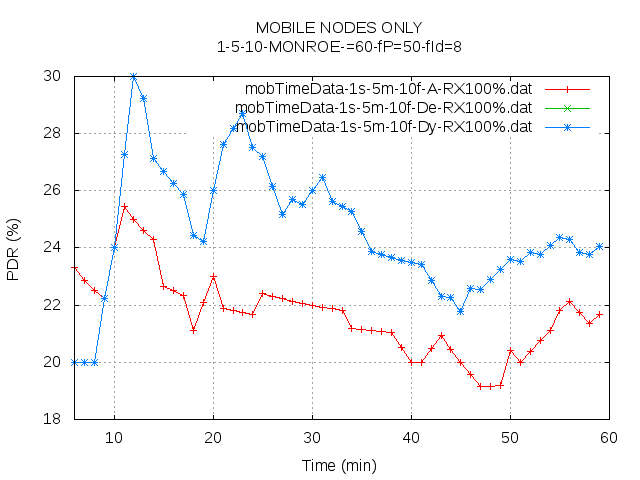 MOBILE NODES ONLY
1-5-10-MONROE-=60-fP=50-fId=8
mobTimeData-1s-5m-10f-A-RX100%.dat
mobTimeData-1s-5m-10f-De-RX100%.dat
mobTimeData-1s-5m-10f-Dy-RX100%.dat
PDR (%)
30
28
26
24
22
20
18
10
20
30
40
50
60
Time (min)